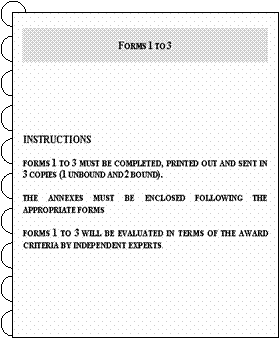 FORMS 1 TO 3
INSTRUCTIONS
FORMS 1 TO 3 MUST BE COMPLETED, PRINTED OUT AND SENT IN
3 COPIES (1 UNBOUND AND 2 BOUND).
THE ANNEXES MUST BE ENCLOSED FOLLOWING THE
APPROPRIATE FORMS
FORMS 1 TO 3 WILL BE EVALUATED IN TERMS OF THE AWARD
CRITERIA BY INDEPENDENT EXPERTS.